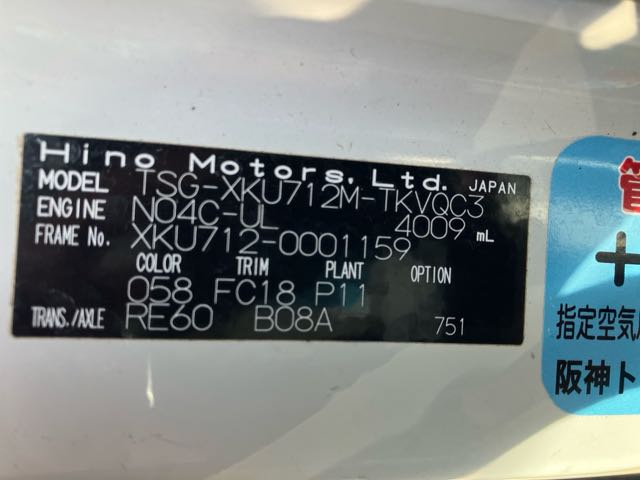 Hino Motors, Ltd. JAPAN
MODEL TSG-XKU712M-TKVQC3
ENGINE N04C-UL 4009 mL
FRAME No. XKU712-0001159
COLOR TRIM PLANT OPTION
058 FC18 P11
TRANS./AXLE RE60 B08A 751
管
+
指定空気
阪神ト